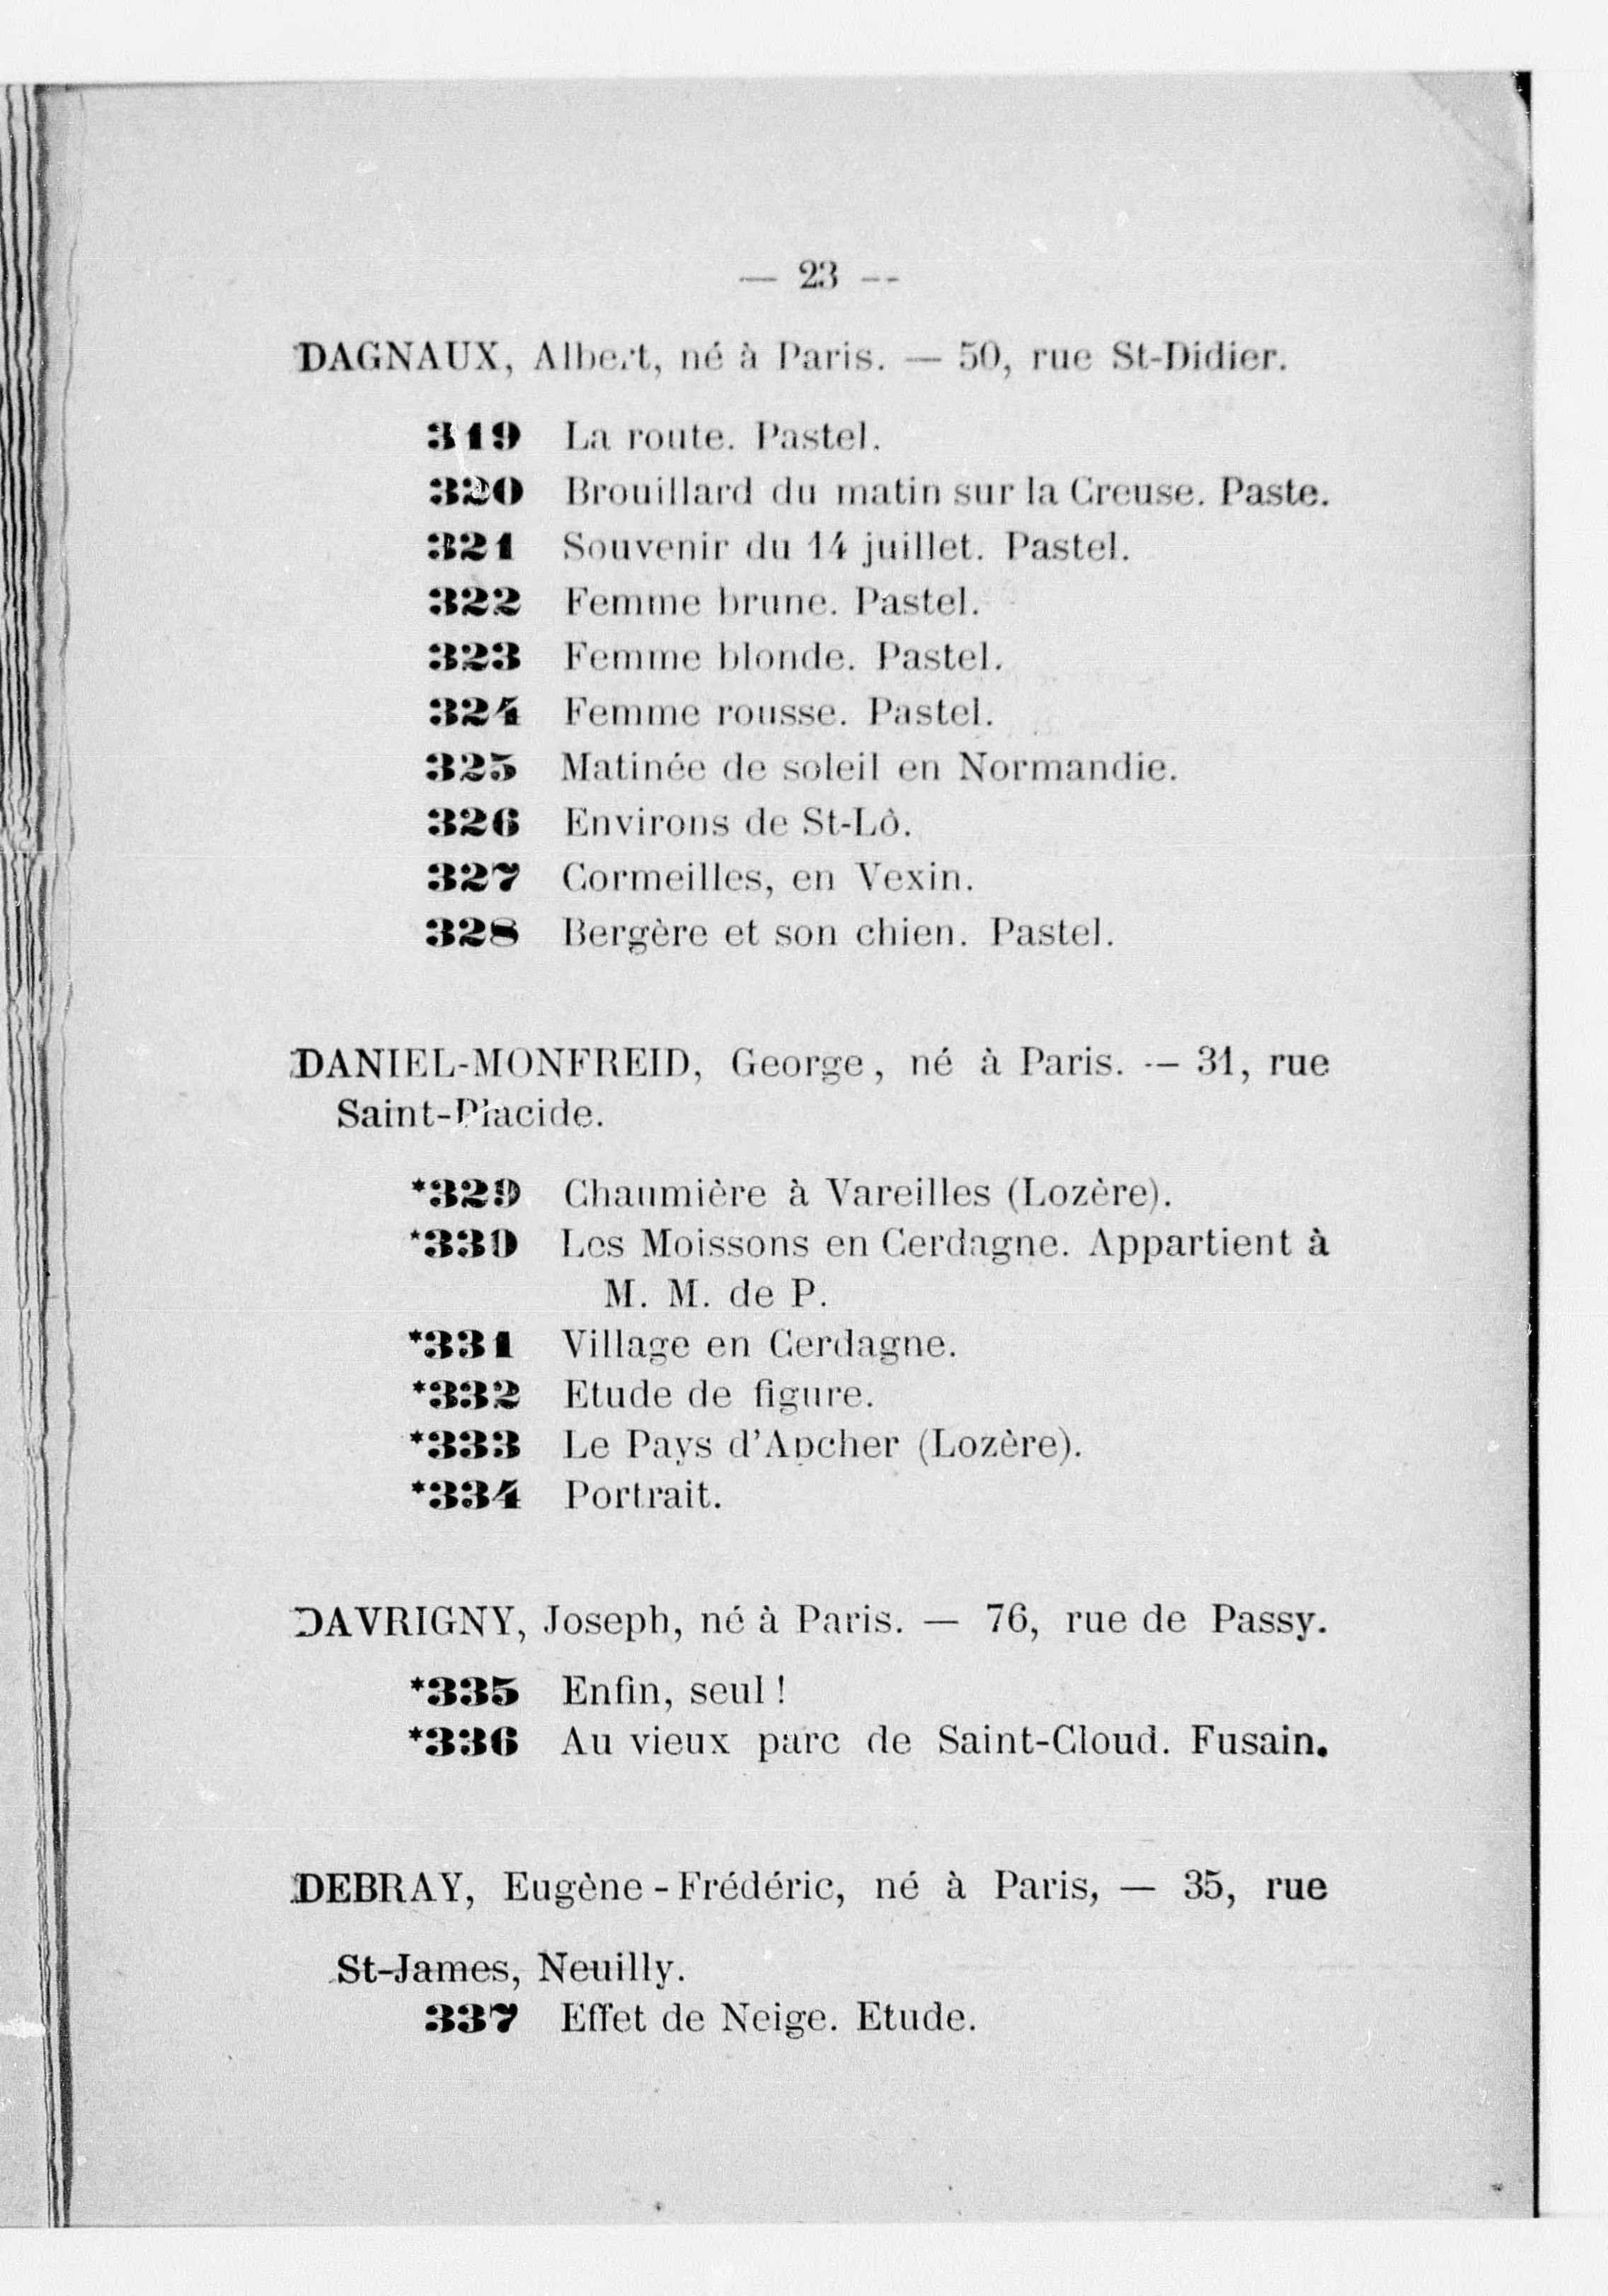 — 23 —
DAGNAUX, Albert, né à Paris. — 50, rue St-Didier.
319 La route. Pastel.
320 Brouillard du matin sur la Creuse. Paste.
321 Souvenir du 14 juillet. Pastel.
322 Femme brune. Pastel.
323 Femme blonde. Pastel.
324 Femme rousse. Pastel.
325 Matinée de soleil en Normandie.
326 Environs de St-Lô.
327 Cormeilles, en Vexin.
328 Bergère et son chien. Pastel.
DANIEL-MONFREID, George, né à Paris. — 31, rue
Saint-Placide.
*329 Chaumière à Vareilles (Lozère).
*330 Les Moissons en Cerdagne. Appartient à
M. M. de P.
*331 Village en Cerdagne.
*332 Etude de figure.
*333 Le Pays d'Apcher (Lozère).
*334 Portrait.
DAVRIGNY, Joseph, né à Paris. — 76, rue de Passy.
*335 Enfin, seul !
*336 Au vieux parc de Saint-Cloud. Fusain.
DEBRAY, Eugène-Frédéric, né à Paris, — 35, rue
St-James, Neuilly.
337 Effet de Neige. Etude.